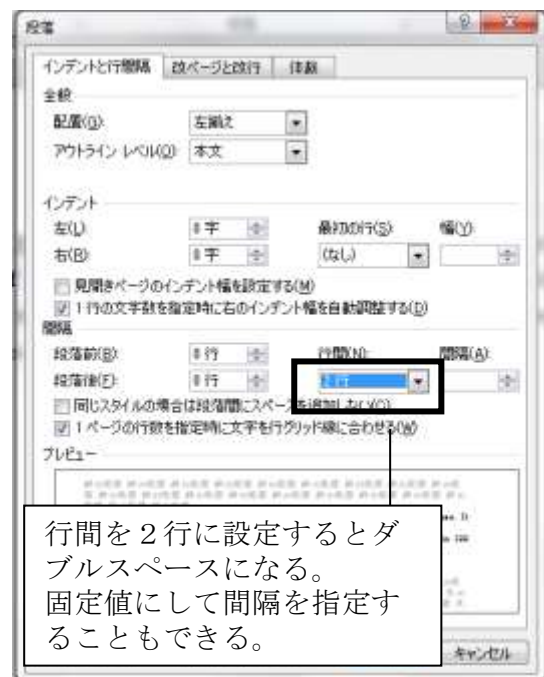 段落
インデントと行間隔 改ページと改行 体裁
全般
配置(G): 左揃え
アウトライン レベル(O): 本文
インデント
左(L): 0 字 最初の行(S): 幅(Y):
右(R): 0 字 (なし)
見開きページのインデント幅を設定する(M)
1 行の文字数を指定時に右のインデント幅を自動調整する(D)
間隔
段落前(B): 0 行 行間(N): 間隔(A):
段落後(F): 0 行 2 行
同じスタイルの場合は段落間にスペースを追加しない(C)
1 ページの行数を指定時に文字を行グリッド線に合わせる(W)
プレビュー
行間を２行に設定するとダ
ブルスペースになる。
固定値にして間隔を指定す
ることもできる。
キャンセル